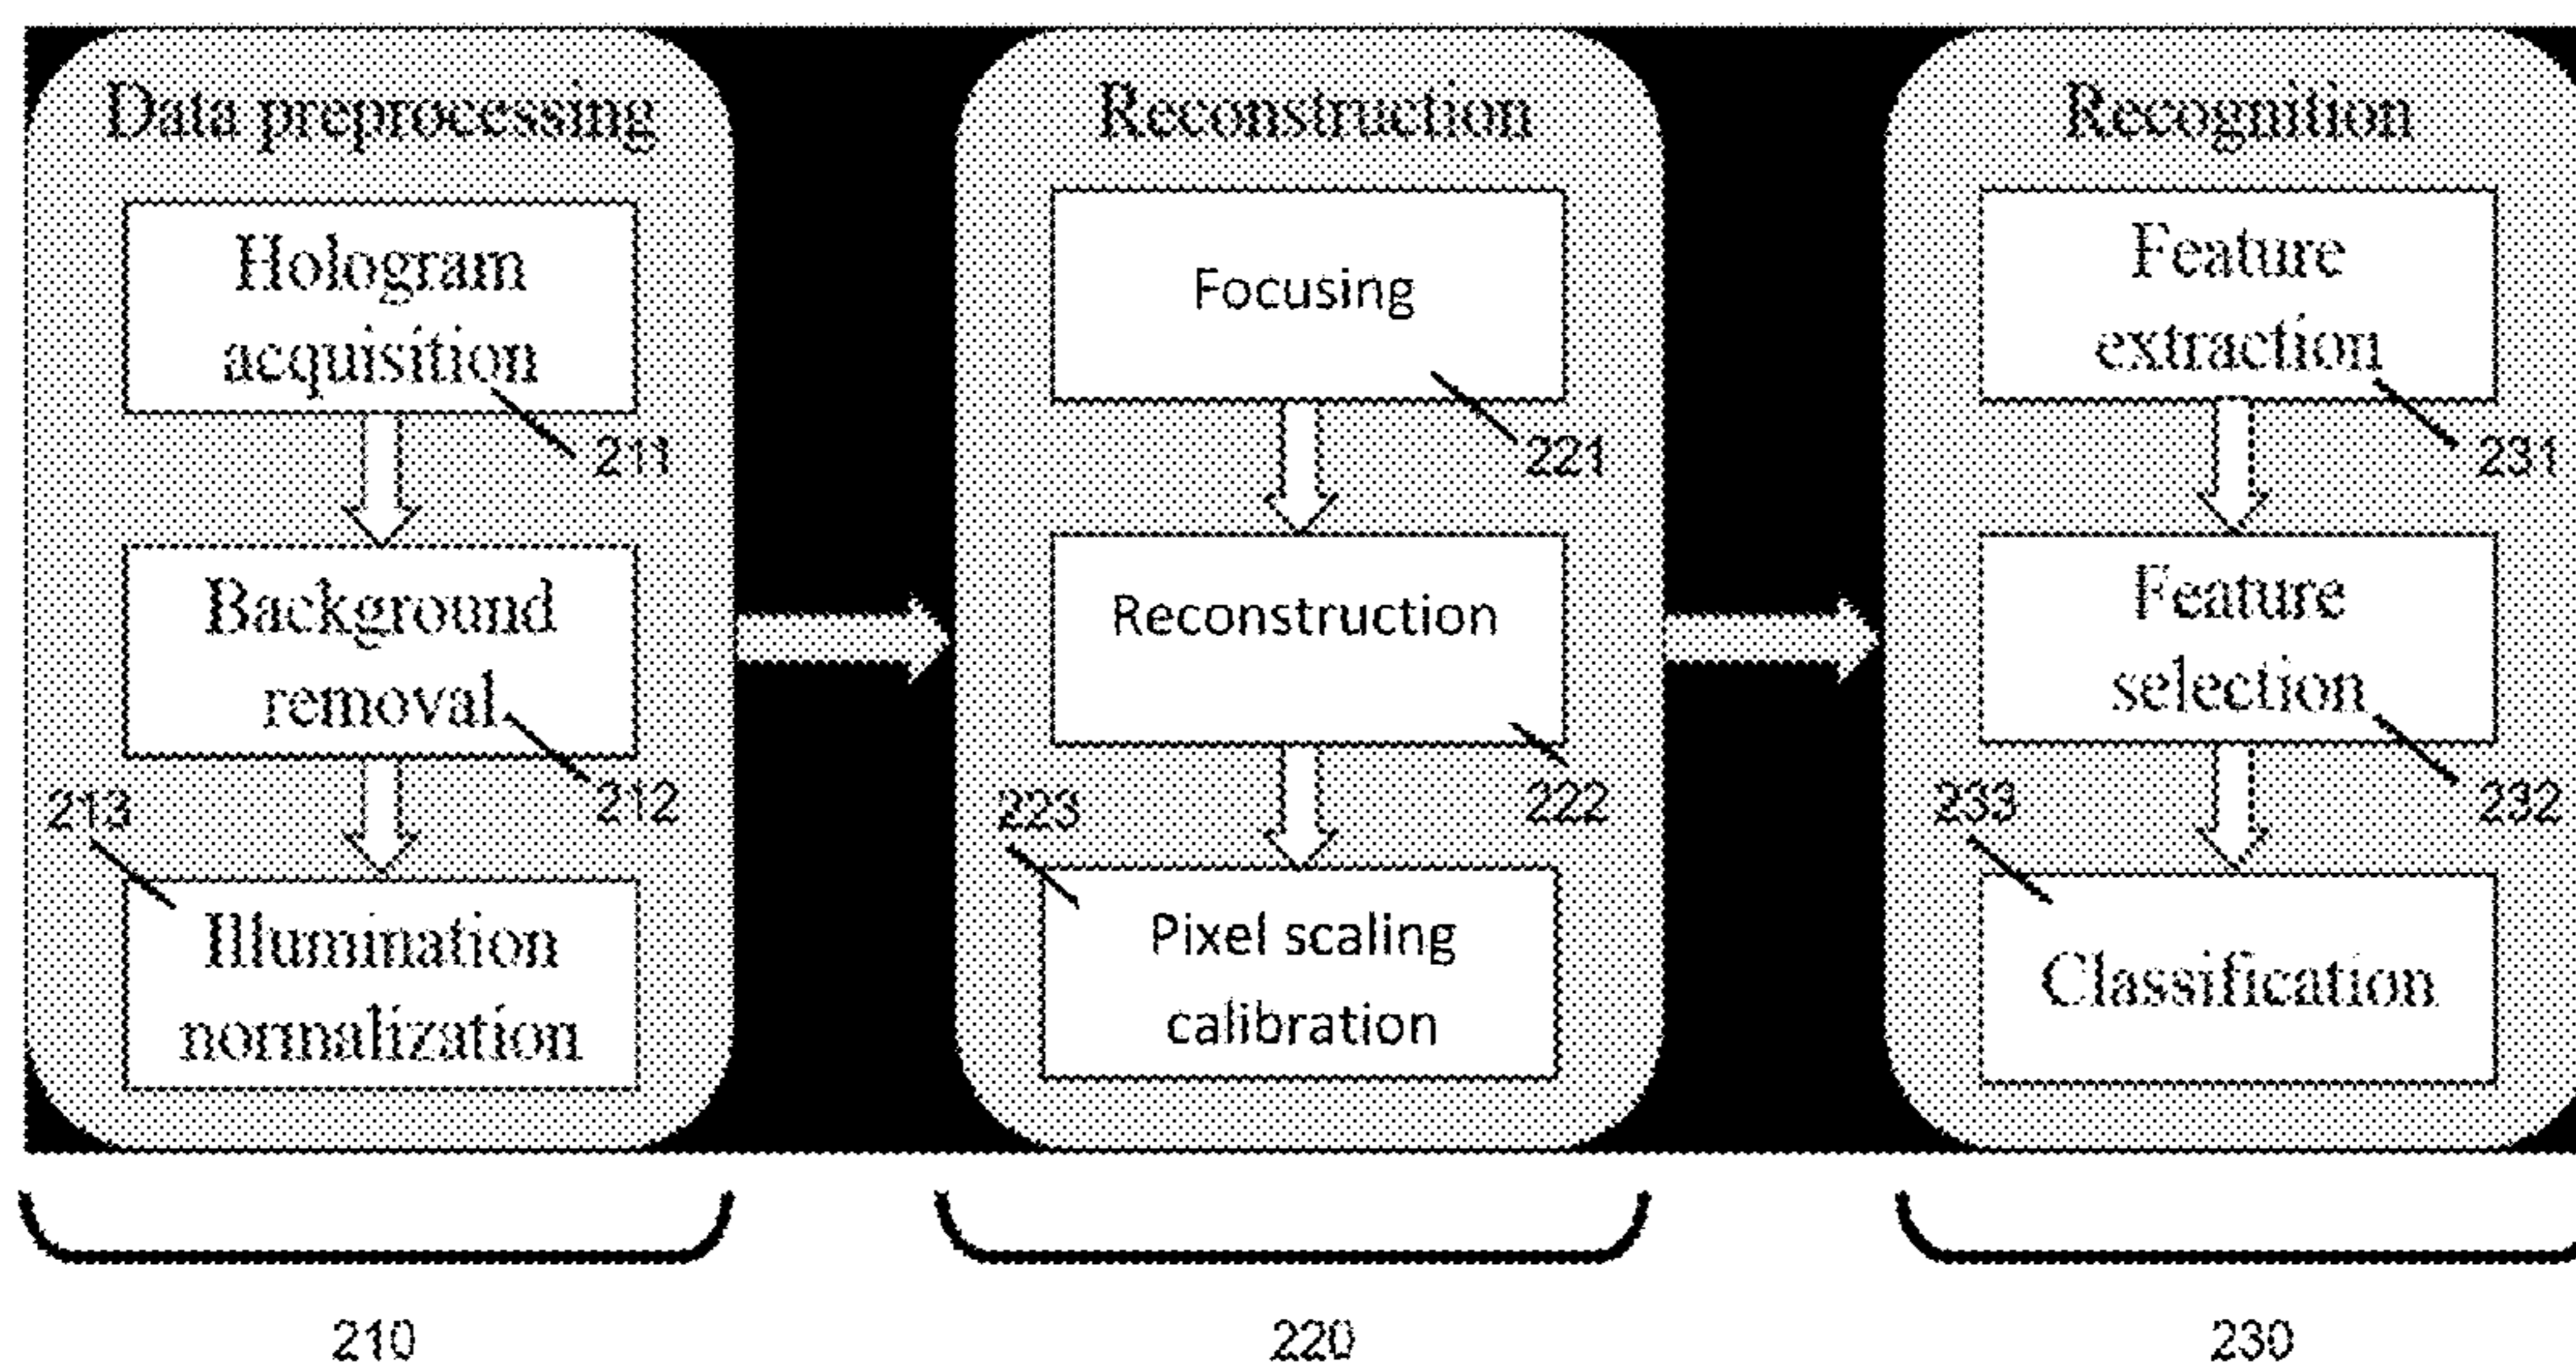 Data preprocessing
Hologram
acquisition
211
Background
removal
212
213
Illumination
normalization
210
Reconstruction
Focusing
221
Reconstruction
222
223
Pixel scaling
calibration
220
Recognition
Feature
extraction
231
Feature
selection
232
233
Classification
230